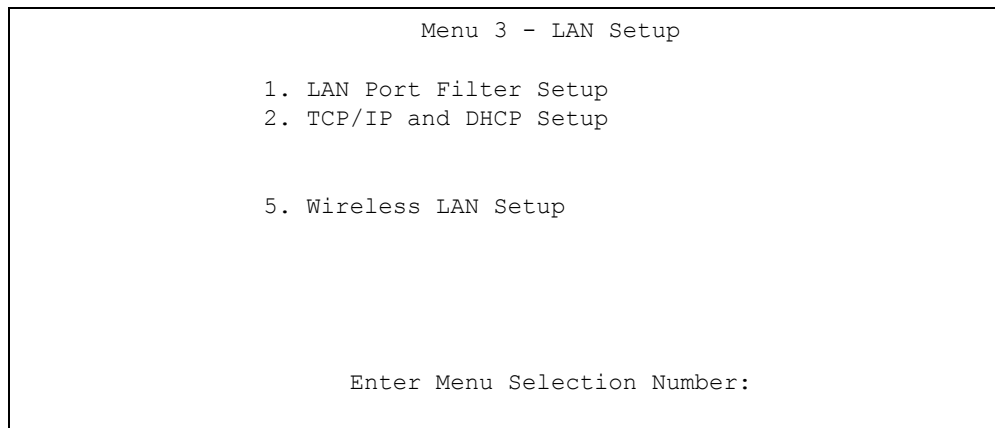 Menu 3 - LAN Setup
1. LAN Port Filter Setup
2. TCP/IP and DHCP Setup
5. Wireless LAN Setup
Enter Menu Selection Number: